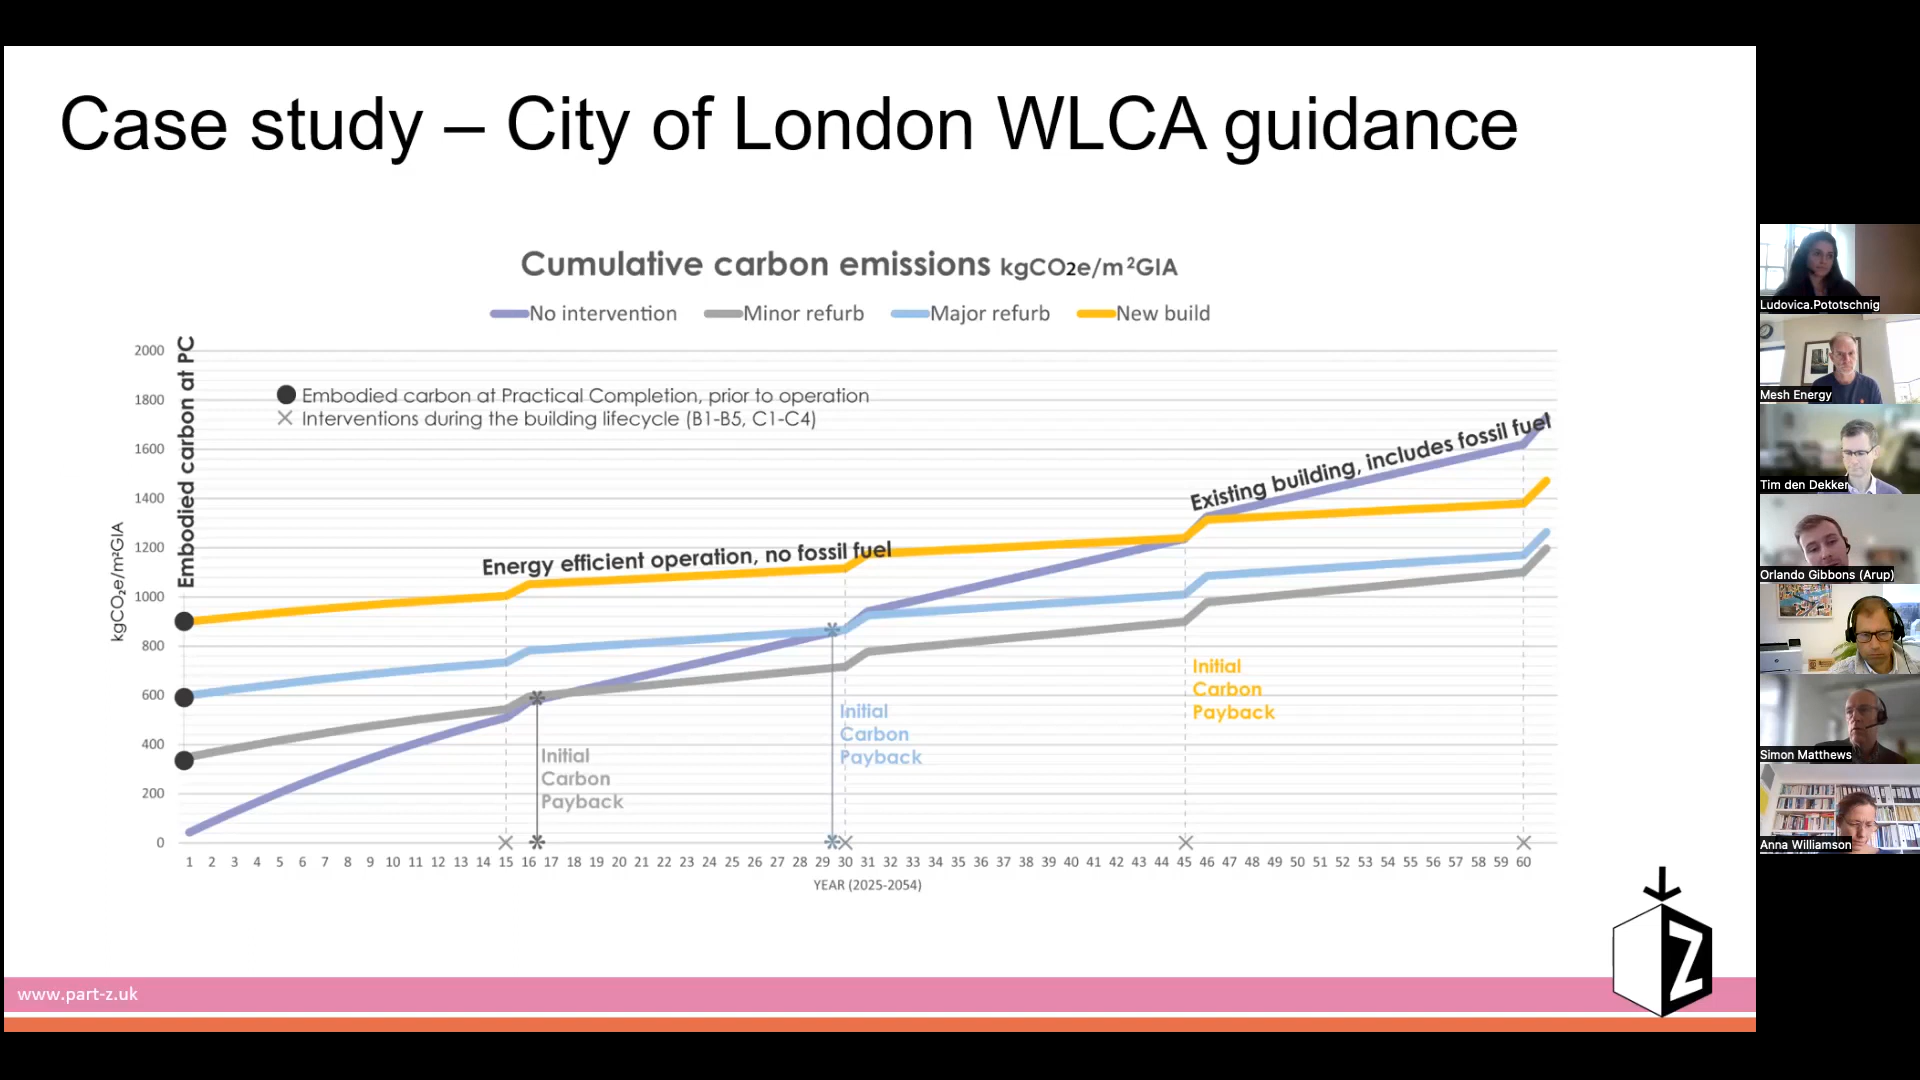 Case study – City of London WLCA guidance
Cumulative carbon emissions kgCO2e/m²GIA
No intervention
Minor refurb
Major refurb
New build
Embodied carbon at PC
kgCO₂e/m²GIA
2000
1800
1600
1400
1200
1000
800
600
400
200
0
Embodied carbon at Practical Completion, prior to operation
Interventions during the building lifecycle (B1-B5, C1-C4)
Energy efficient operation, no fossil fuel
Existing building, includes fossil fuel
Initial
Carbon
Payback
Initial
Carbon
Payback
Initial
Carbon
Payback
1 2 3 4 5 6 7 8 9 10 11 12 13 14 15 16 17 18 19 20 21 22 23 24 25 26 27 28 29 30 31 32 33 34 35 36 37 38 39 40 41 42 43 44 45 46 47 48 49 50 51 52 53 54 55 56 57 58 59 60
YEAR (2025-2054)
www.part-z.uk
Z
Ludovica.Pototschnig
Mesh Energy
Tim den Dekker
Orlando Gibbons (Arup)
Simon Matthews
Anna Williamson